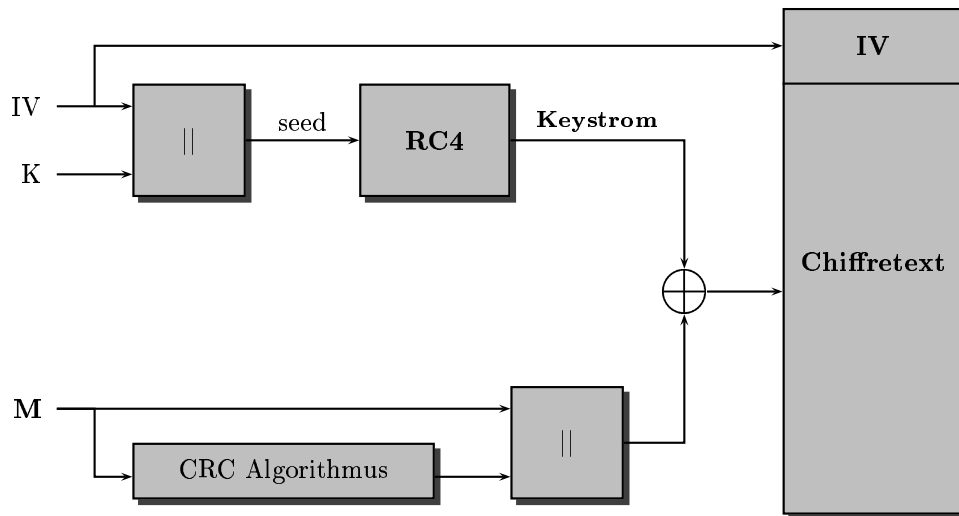 IV
IV
||
seed
RC4
Keystrom
K
Chiffretext
M
||
CRC Algorithmus